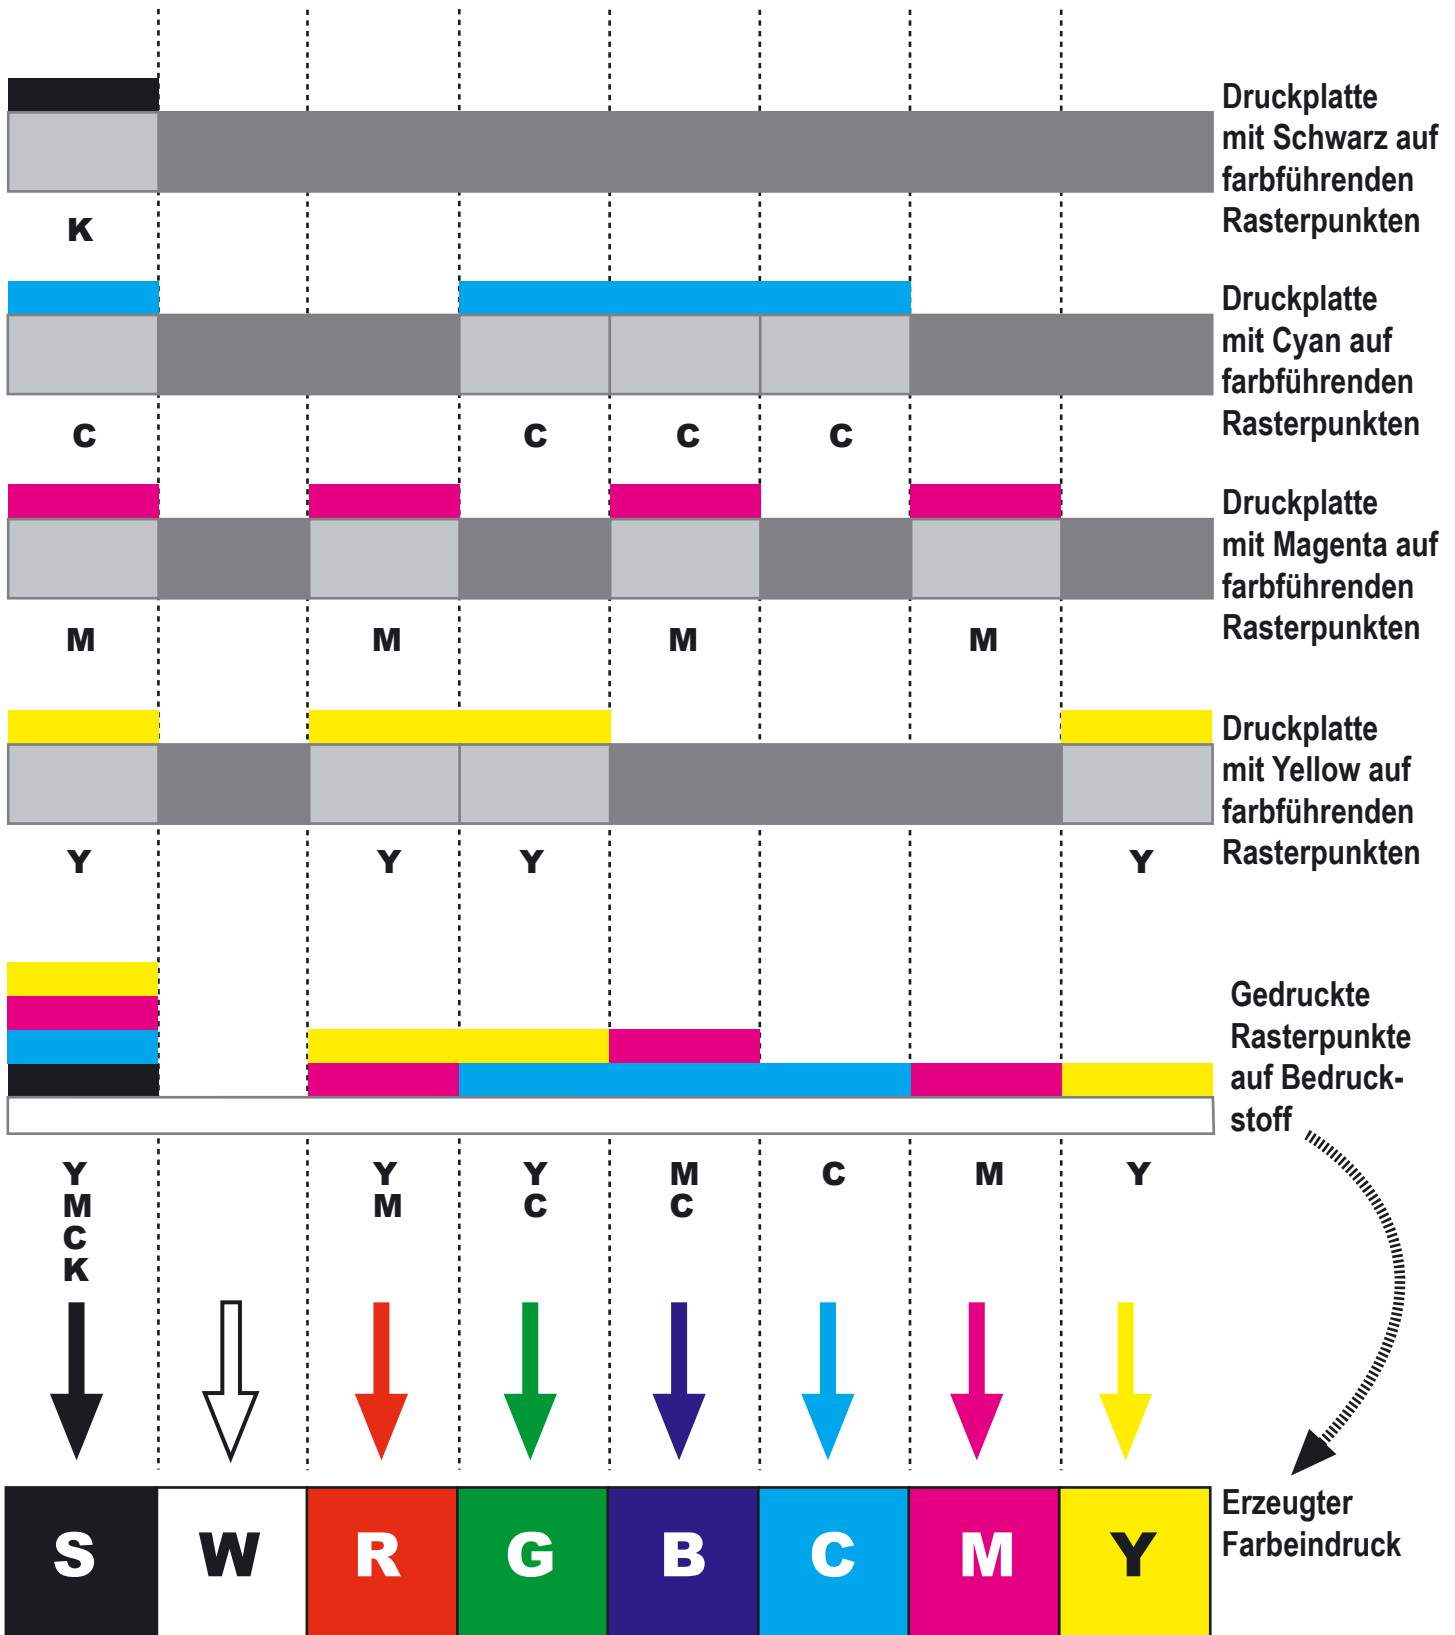 Druckplatte
mit Schwarz auf
farbführenden
Rasterpunkten
K
Druckplatte
mit Cyan auf
farbführenden
Rasterpunkten
C C C C
Druckplatte
mit Magenta auf
farbführenden
Rasterpunkten
M M M M
Druckplatte
mit Yellow auf
farbführenden
Rasterpunkten
Y Y Y Y
Gedruckte
Rasterpunkte
auf Bedruck-
stoff
Y Y Y M C M Y
M M C C
C
K
S W R G B C M Y
Erzeugter
Farbeindruck